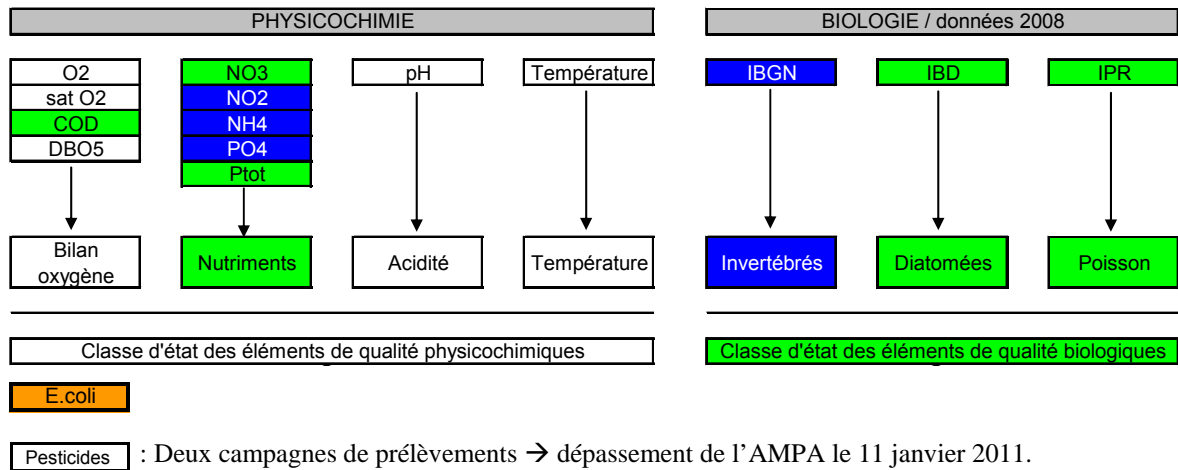 PHYSICOCHIMIE
BIOLOGIE / données 2008
O2
sat O2
COD
DBO5
NO3
NO2
NH4
PO4
Ptot
pH
Température
IBGN
IBD
IPR
Bilan
oxygène
Nutriments
Acidité
Température
Invertébrés
Diatomées
Poisson
Classe d'état des éléments de qualité physicochimiques
Classe d'état des éléments de qualité biologiques
E.coli
Pesticides : Deux campagnes de prélèvements → dépassement de l'AMPA le 11 janvier 2011.